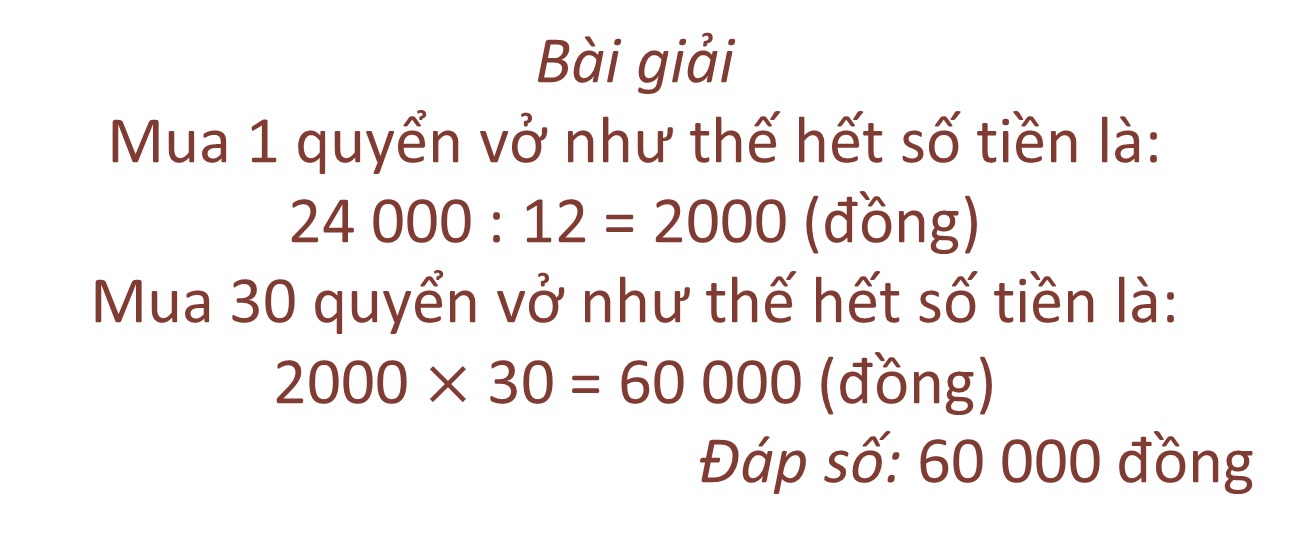 Bài giải
Mua 1 quyển vở như thế hết số tiền là:
24 000 : 12 = 2000 (đồng)
Mua 30 quyển vở như thế hết số tiền là:
2000 × 30 = 60 000 (đồng)
Đáp số: 60 000 đồng